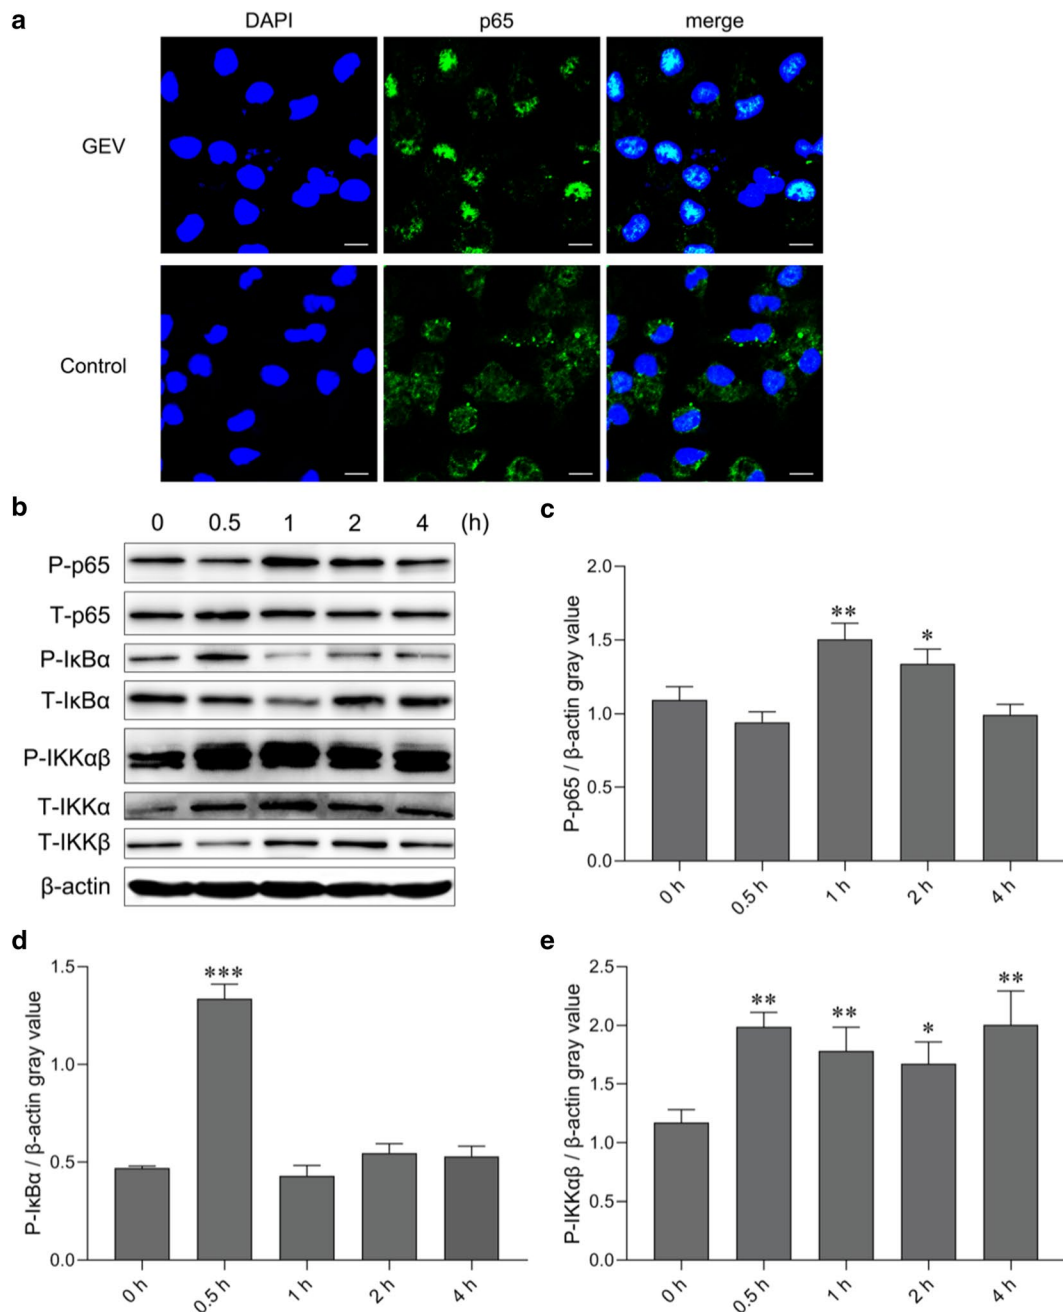 a
DAPI p65 merge
GEV
Control
b
0 0.5 1 2 4 (h)
P-p65
T-p65
P-IκBα
T-IκBα
P-IKKαβ
T-IKKα
T-IKKβ
β-actin
c
P-p65 / β-actin gray value
2.0
1.5
1.0
0.5
0.0
** *
0 h 0.5 h 1 h 2 h 4 h
d
P-IκBα / β-actin gray value
1.5
1.0
0.5
0.0
***
0 h 0.5 h 1 h 2 h 4 h
e
P-IKKαβ / β-actin gray value
2.5
2.0
1.5
1.0
0.5
0.0
** ** * **
0 h 0.5 h 1 h 2 h 4 h